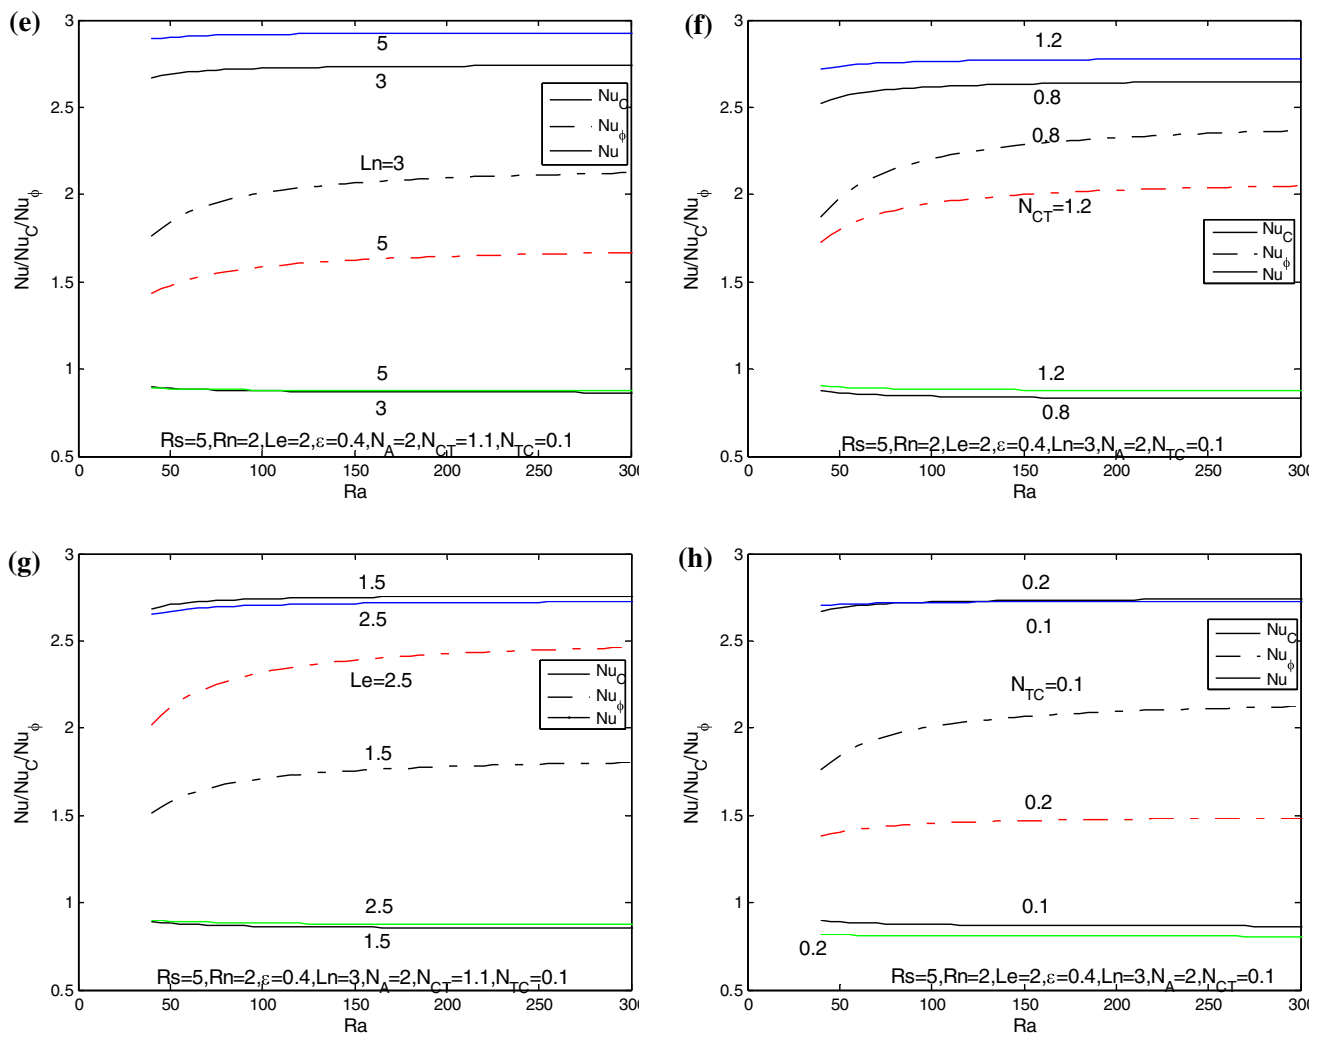 (e)
3
2.5
2
1.5
1
0.5
0 50 100 150 200 250 300
Nu/Nu_C/Nu_ϕ
Ra
5
3
Ln=3
5
5
3
Nu_C
Nu_ϕ
Nu
Rs=5,Rn=2,Le=2,ε=0.4,N_A=2,N_CT=1.1,N_TC=0.1
(f)
3
2.5
2
1.5
1
0.5
0 50 100 150 200 250 300
Nu/Nu_C/Nu_ϕ
Ra
1.2
0.8
0.8
N_CT=1.2
1.2
0.8
Nu_C
Nu_ϕ
Nu
Rs=5,Rn=2,Le=2,ε=0.4,Ln=3,N_A=2,N_TC=0.1
(g)
3
2.5
2
1.5
1
0.5
0 50 100 150 200 250 300
Nu/Nu_C/Nu_ϕ
Ra
1.5
2.5
Le=2.5
1.5
2.5
1.5
Nu_C
Nu_ϕ
Nu
Rs=5,Rn=2,ε=0.4,Ln=3,N_A=2,N_CT=1.1,N_TC=0.1
(h)
3
2.5
2
1.5
1
0.5
0 50 100 150 200 250 300
Nu/Nu_C/Nu_ϕ
Ra
0.2
0.1
N_TC=0.1
0.2
0.1
0.2
Nu_C
Nu_ϕ
Nu
Rs=5,Rn=2,Le=2,ε=0.4,Ln=3,N_A=2,N_CT=0.1